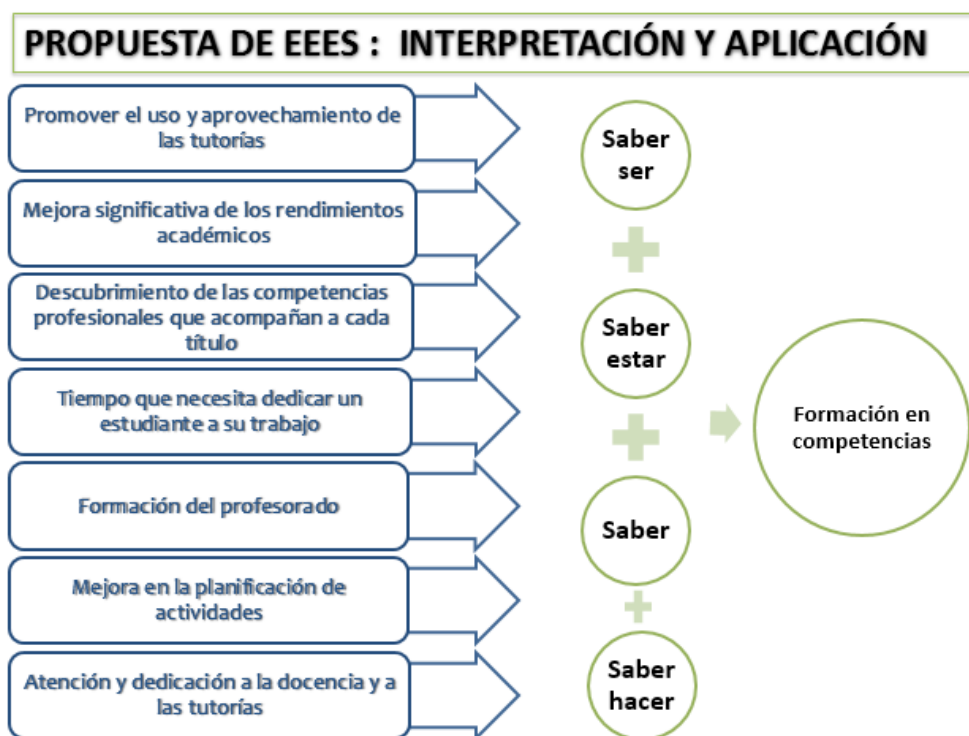 PROPUESTA DE EEES : INTERPRETACIÓN Y APLICACIÓN
Promover el uso y aprovechamiento de
las tutorías
Mejora significativa de los rendimientos
académicos
Descubrimiento de las competencias
profesionales que acompañan a cada
título
Tiempo que necesita dedicar un
estudiante a su trabajo
Formación del profesorado
Mejora en la planificación de
actividades
Atención y dedicación a la docencia y a
las tutorías
Saber
ser
Saber
estar
Saber
Saber
hacer
Formación en
competencias